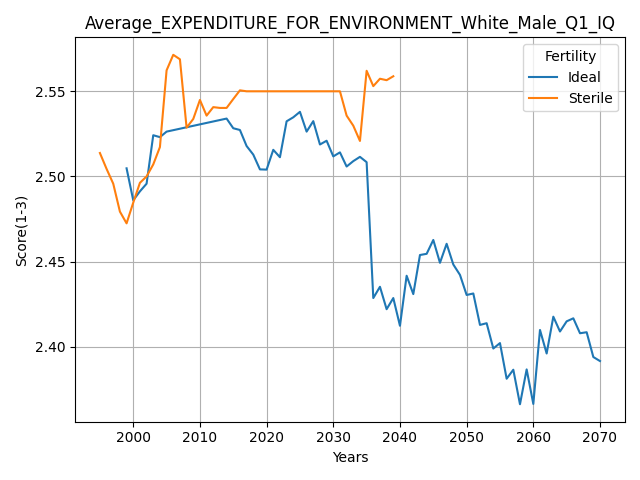 Average_EXPENDITURE_FOR_ENVIRONMENT_White_Male_Q1_IQ
Fertility
Ideal
Sterile
Score(1-3)
2.55
2.50
2.45
2.40
2000 2010 2020 2030 2040 2050 2060 2070
Years